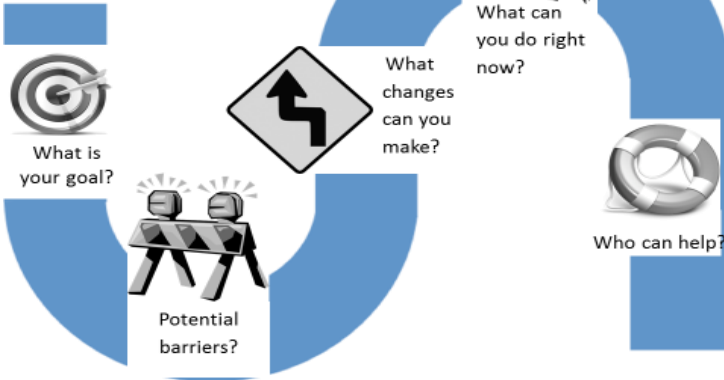 What is
your goal?
Potential
barriers?
What
changes
can you
make?
What can
you do right
now?
Who can help?